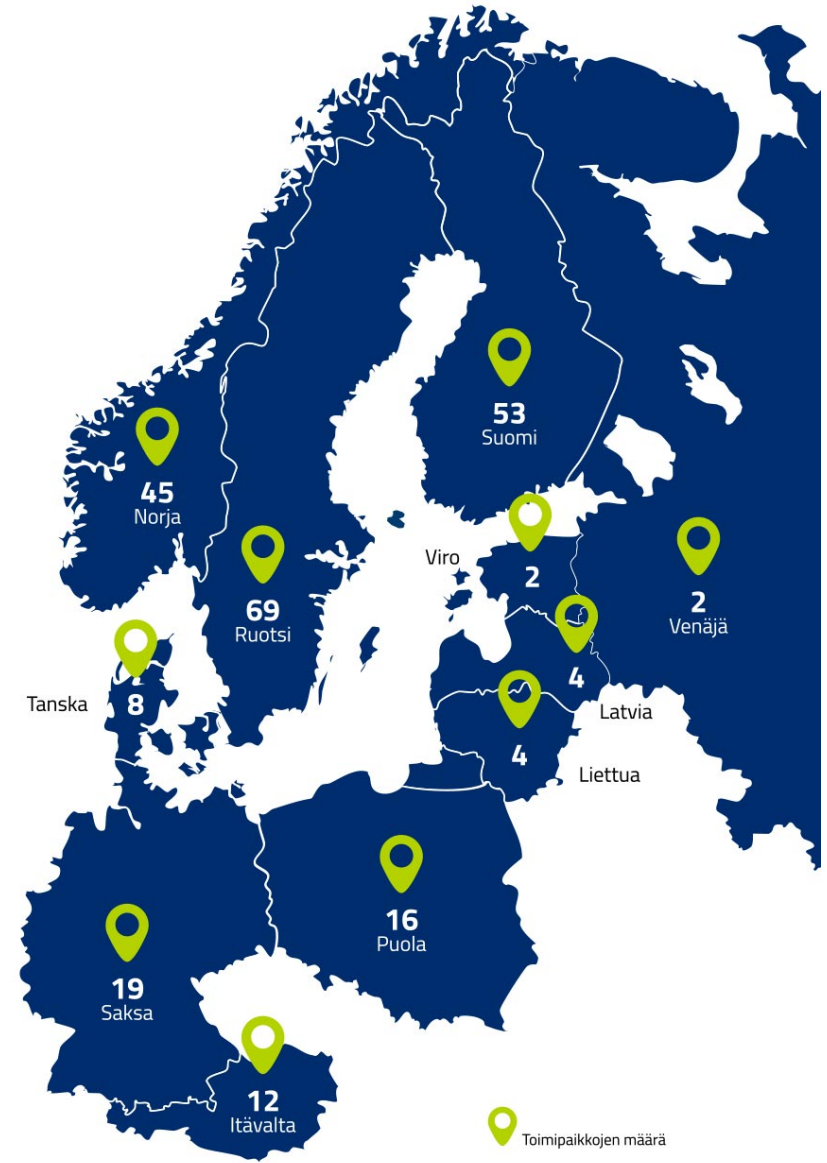 53
Suomi
45
Norja
Viro
2
69
Ruotsi
2
Venäjä
4
Tanska
8
Latvia
4
Liettua
16
Puola
19
Saksa
12
Itävalta
Toimipaikkojen määrä